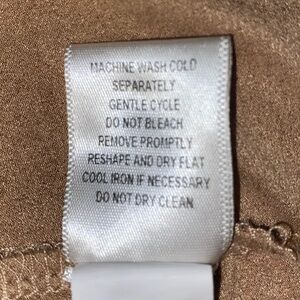 MACHINE WASH COLD
SEPARATELY
GENTLE CYCLE
DO NOT BLEACH
REMOVE PROMPTLY
RESHAPE AND DRY FLAT
COOL IRON IF NECESSARY
DO NOT DRY CLEAN